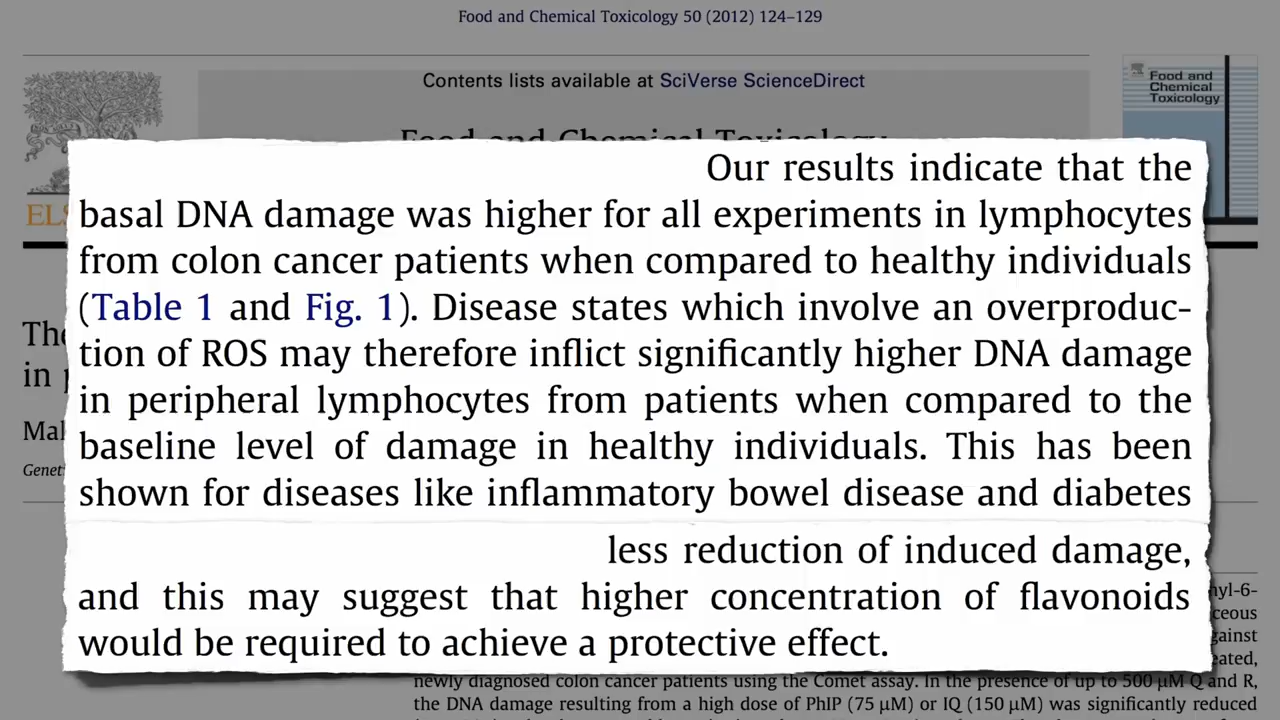 Food and Chemical Toxicology 50 (2012) 124–129
Contents lists available at SciVerse ScienceDirect
Food and Chemical Toxicology
Food and
Chemical
Toxicology
Our results indicate that the
basal DNA damage was higher for all experiments in lymphocytes
from colon cancer patients when compared to healthy individuals
(Table 1 and Fig. 1). Disease states which involve an overproduc-
tion of ROS may therefore inflict significantly higher DNA damage
in peripheral lymphocytes from patients when compared to the
baseline level of damage in healthy individuals. This has been
shown for diseases like inflammatory bowel disease and diabetes
less reduction of induced damage,
and this may suggest that higher concentration of flavonoids
would be required to achieve a protective effect.
newly diagnosed colon cancer patients using the Comet assay. In the presence of up to 500 μM Q and R,
the DNA damage resulting from a high dose of PhIP (75 μM) or IQ (150 μM) was significantly reduced